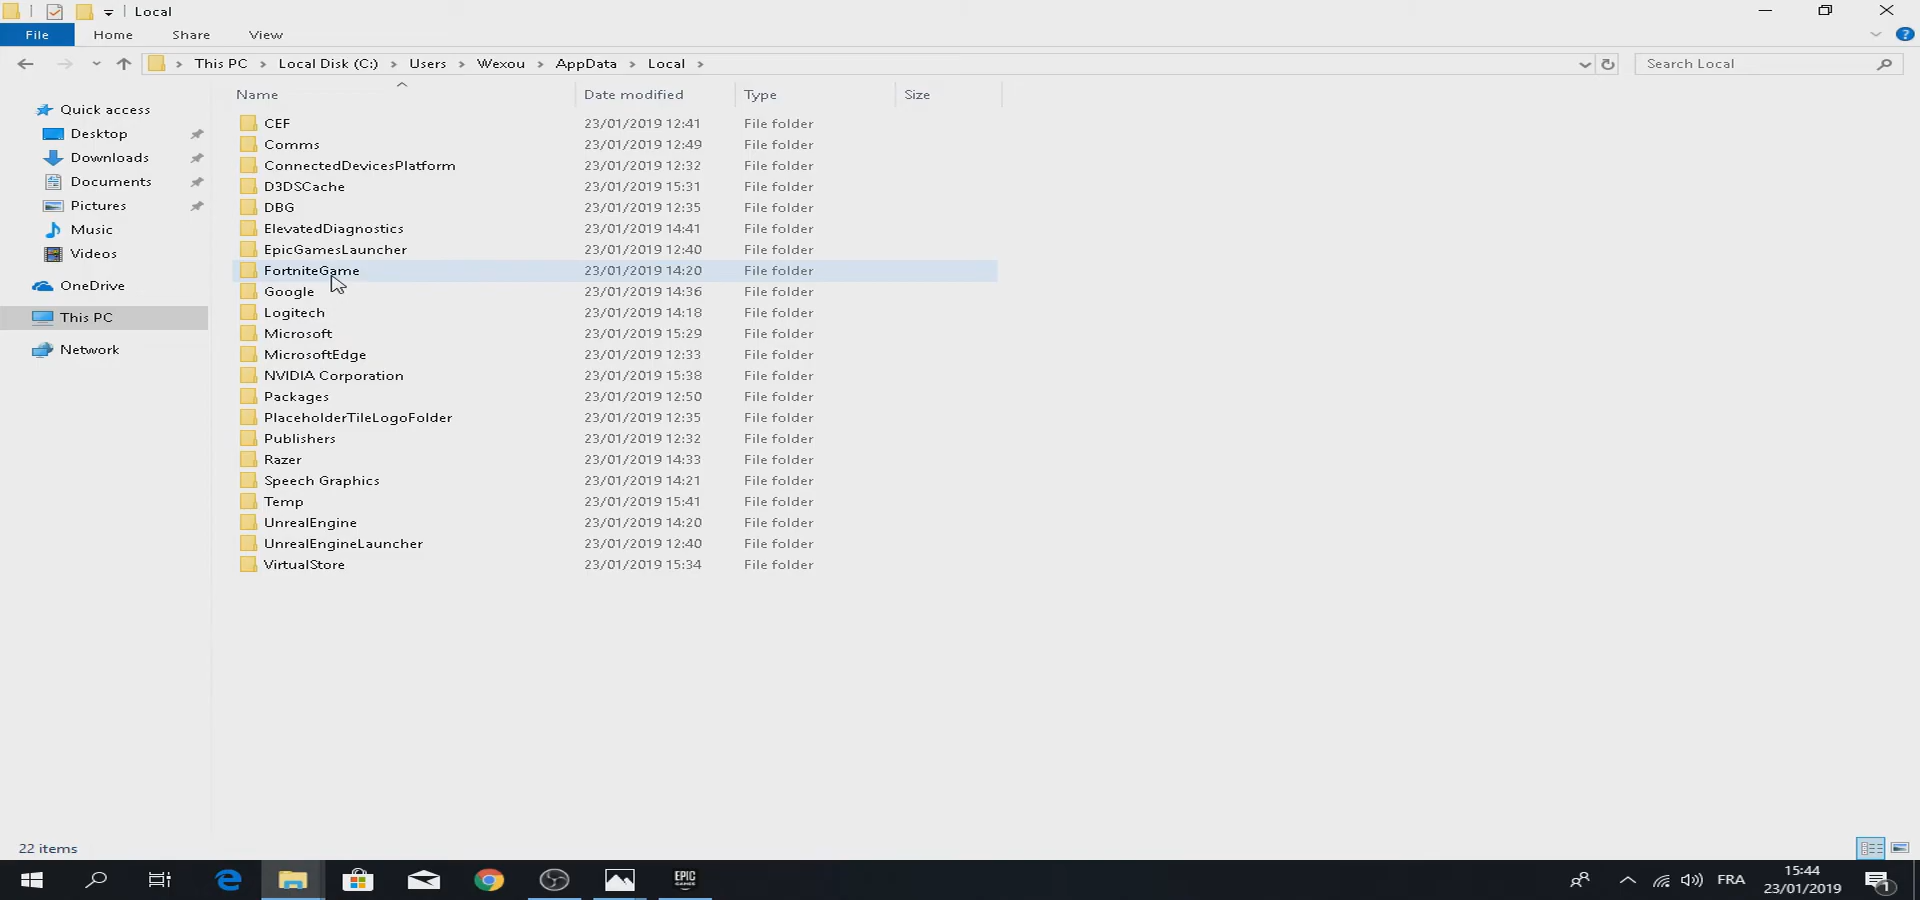 Local
File Home Share View
This PC Local Disk (C:) Users Wexou AppData Local Search Local
Name Date modified Type Size
Quick access
Desktop
Downloads
Documents
Pictures
Music
Videos
OneDrive
This PC
Network
CEF 23/01/2019 12:41 File folder
Comms 23/01/2019 12:49 File folder
ConnectedDevicesPlatform 23/01/2019 12:32 File folder
D3DSCache 23/01/2019 15:31 File folder
DBG 23/01/2019 12:35 File folder
ElevatedDiagnostics 23/01/2019 14:41 File folder
EpicGamesLauncher 23/01/2019 12:40 File folder
FortniteGame 23/01/2019 14:20 File folder
Google 23/01/2019 14:36 File folder
Logitech 23/01/2019 14:18 File folder
Microsoft 23/01/2019 15:29 File folder
MicrosoftEdge 23/01/2019 12:33 File folder
NVIDIA Corporation 23/01/2019 15:38 File folder
Packages 23/01/2019 12:50 File folder
PlaceholderTileLogoFolder 23/01/2019 12:35 File folder
Publishers 23/01/2019 12:32 File folder
Razer 23/01/2019 14:33 File folder
Speech Graphics 23/01/2019 14:21 File folder
Temp 23/01/2019 15:41 File folder
UnrealEngine 23/01/2019 14:20 File folder
UnrealEngineLauncher 23/01/2019 12:40 File folder
VirtualStore 23/01/2019 15:34 File folder
22 items
EPIC
GAMES
FRA
15:44
23/01/2019
1